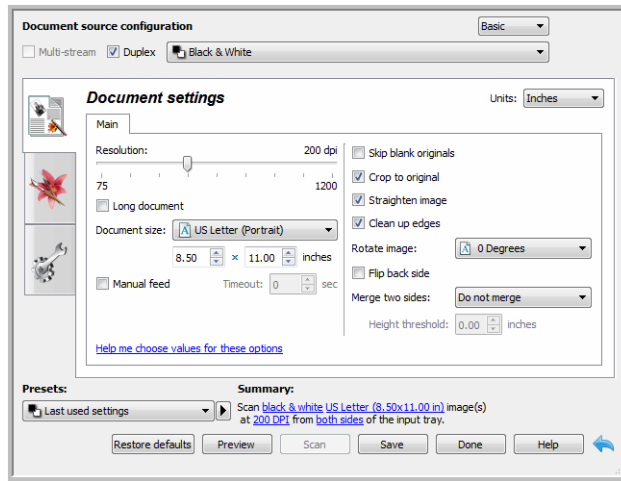 Document source configuration
Basic
Multi-stream
Duplex
Black & White
Document settings
Units: Inches
Main
Resolution: 200 dpi
75 1200
Long document
Document size: US Letter (Portrait)
8.50 × 11.00 inches
Manual feed Timeout: 0 sec
Help me choose values for these options
Skip blank originals
Crop to original
Straighten image
Clean up edges
Rotate image: 0 Degrees
Flip back side
Merge two sides: Do not merge
Height threshold: 0.00 inches
Presets:
Last used settings
Summary:
Scan black & white US Letter (8.50x11.00 in) image(s)
at 200 DPI from both sides of the input tray.
Restore defaults Preview Scan Save Done Help